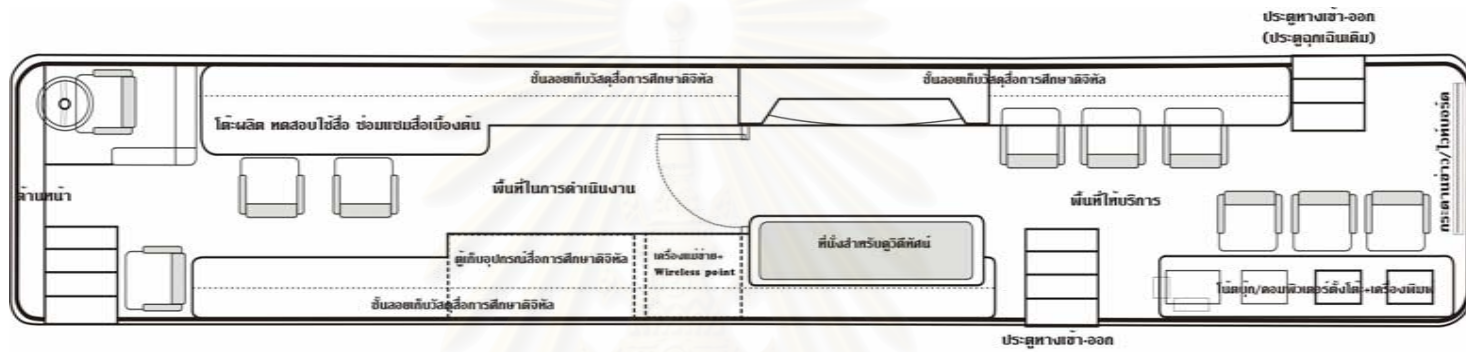 ประตูทางเข้า-ออก
(ประตูฉุกเฉินเดิม)
ชั้นลอยเก็บวัสดุสื่อการศึกษาดิจิทัล
ชั้นลอยเก็บวัสดุสื่อการศึกษาดิจิทัล
โต๊ะผลิต ทดสอบใช้สื่อ ซ่อมแซมสื่อเบื้องต้น
กระดานข่าว/ไวท์บอร์ด
ด้านหน้า
พื้นที่ในการดำเนินงาน
พื้นที่ให้บริการ
ที่นั่งสำหรับดูวิดีทัศน์
ตู้เก็บอุปกรณ์สื่อการศึกษาดิจิทัล
เครื่องแม่ข่าย+
Wireless point
โน้ตบุ๊ก/คอมพิวเตอร์ตั้งโต๊ะ+เครื่องพิมพ์
ชั้นลอยเก็บวัสดุสื่อการศึกษาดิจิทัล
ประตูทางเข้า-ออก